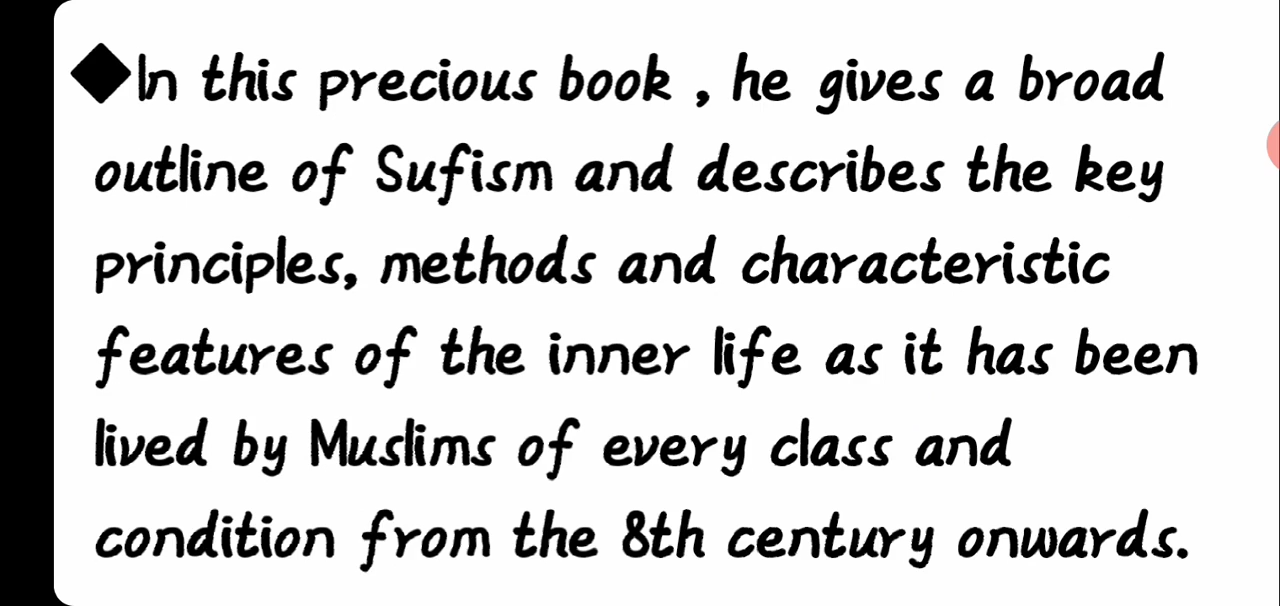 ◆In this precious book , he gives a broad
outline of Sufism and describes the key
principles, methods and characteristic
features of the inner life as it has been
lived by Muslims of every class and
condition from the 8th century onwards.